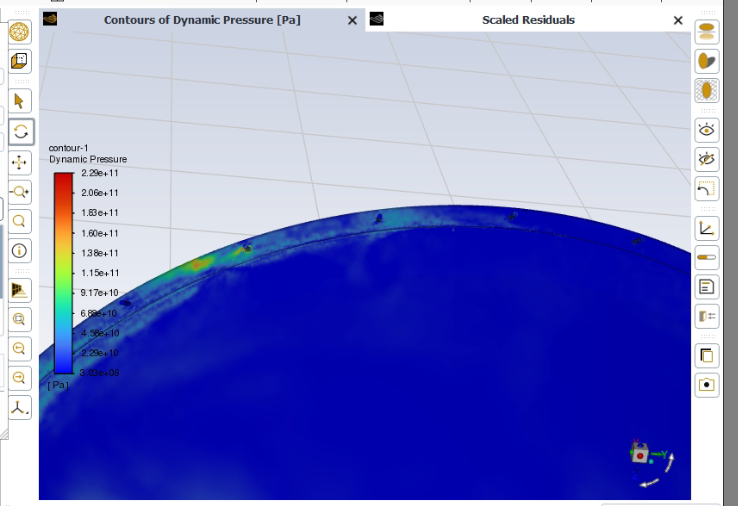 Contours of Dynamic Pressure [Pa]
Scaled Residuals
contour-1
Dynamic Pressure
2.29e+11
2.06e+11
1.83e+11
1.60e+11
1.38e+11
1.15e+11
9.17e+10
6.88e+10
4.58e+10
2.29e+10
[Pa]
Y